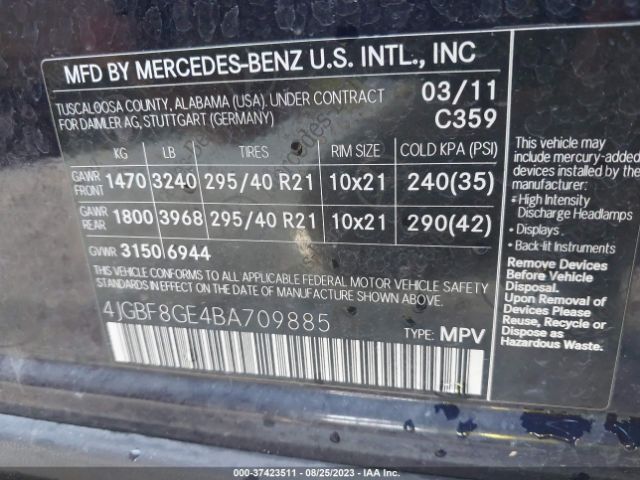 MFD BY MERCEDES-BENZ U.S. INTL., INC
TUSCALOOSA COUNTY, ALABAMA (USA). UNDER CONTRACT
FOR DAIMLER AG, STUTTGART (GERMANY)
03/11
C359
KG LB TIRES RIM SIZE COLD KPA (PSI)
GAWR FRONT 1470 3240 295/40 R21 10x21 240(35)
GAWR REAR 1800 3968 295/40 R21 10x21 290(42)
GVWR 3150 6944
THIS VEHICLE CONFORMS TO ALL APPLICABLE FEDERAL MOTOR VEHICLE SAFETY
STANDARDS IN EFFECT ON THE DATE OF MANUFACTURE SHOWN ABOVE.
4JGBF8GE4BA709885
TYPE: MPV
This vehicle may
include mercury-added
devices installed by the
manufacturer:
• High Intensity
Discharge Headlamps
• Displays
• Back-lit Instruments
Remove Devices
Before Vehicle
Disposal.
Upon Removal of
Devices Please
Reuse, Recycle or
Dispose as
Hazardous Waste.
000-37423511 - 08/25/2023 - IAA Inc.